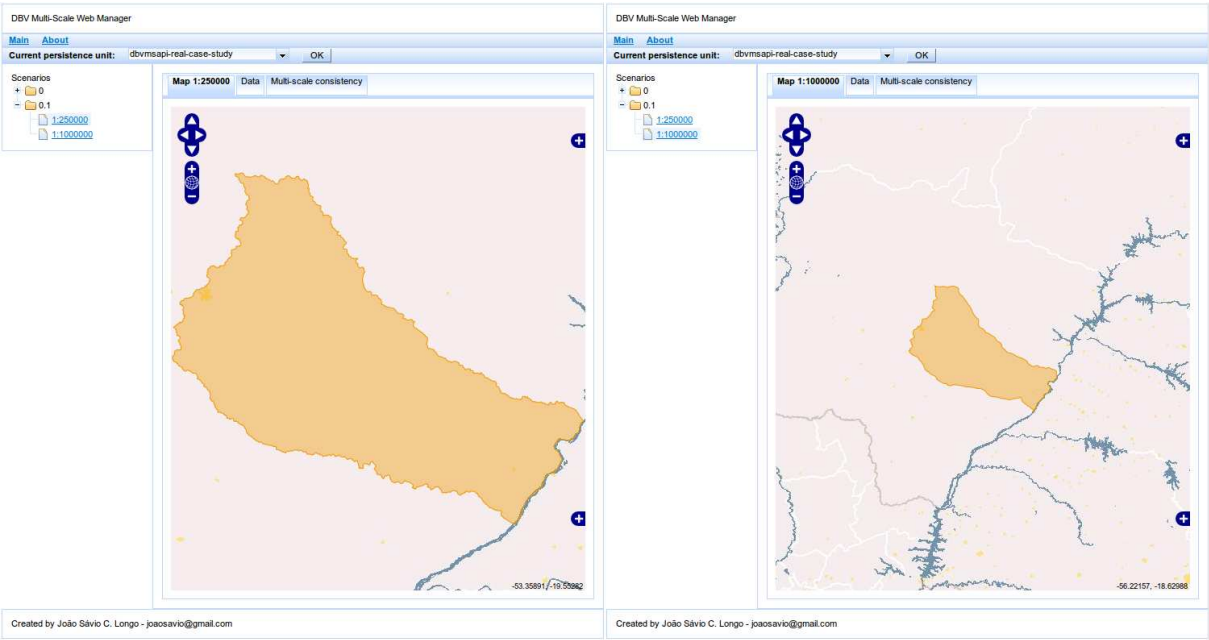 DBV Multi-Scale Web Manager
Main About
Current persistence unit: dbvmsapi-real-case-study OK
Scenarios
0
0.1
1:250000
1:1000000
Map 1:250000 Data Multi-scale consistency
-53.35891, -19.55282
Created by João Sávio C. Longo - joaosavio@gmail.com
DBV Multi-Scale Web Manager
Main About
Current persistence unit: dbvmsapi-real-case-study OK
Scenarios
0
0.1
1:250000
1:1000000
Map 1:1000000 Data Multi-scale consistency
-56.22157, -18.62988
Created by João Sávio C. Longo - joaosavio@gmail.com